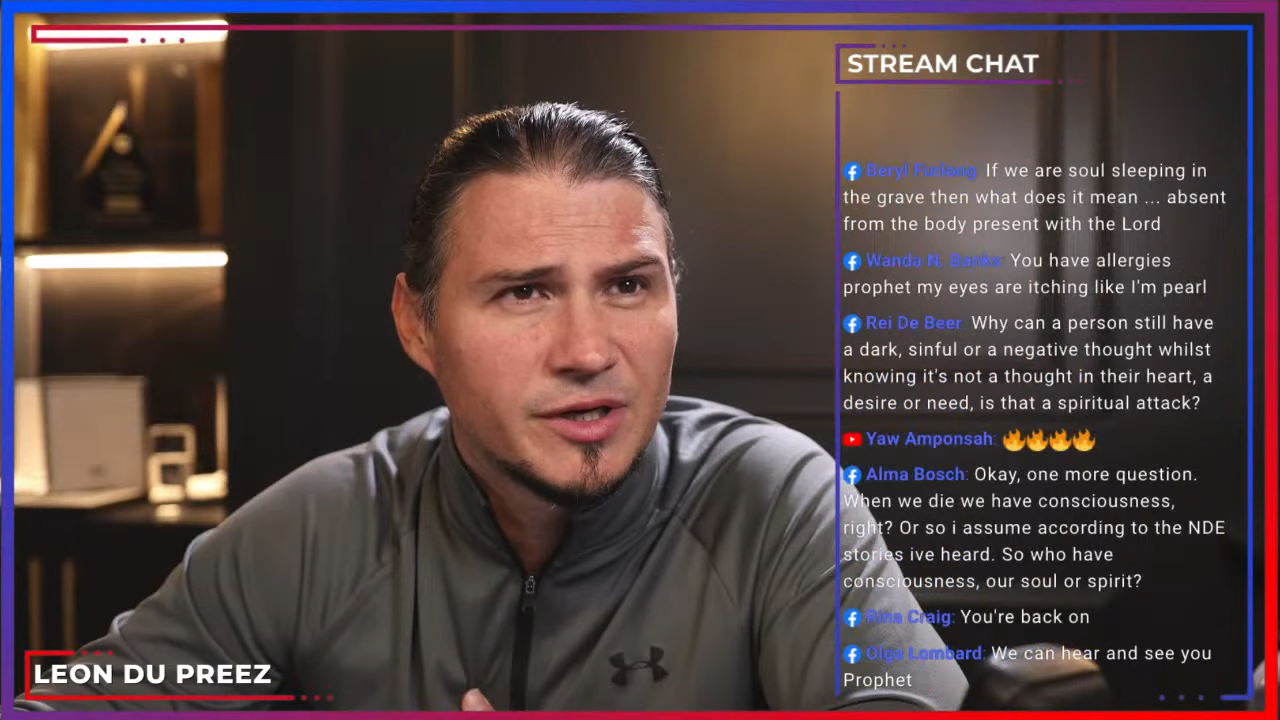 STREAM CHAT
Beryl Furlong: If we are soul sleeping in
the grave then what does it mean ... absent
from the body present with the Lord
Wanda N. Banks: You have allergies
prophet my eyes are itching like I'm pearl
Rei De Beer: Why can a person still have
a dark, sinful or a negative thought whilst
knowing it's not a thought in their heart, a
desire or need, is that a spiritual attack?
Yaw Amponsah: 🔥🔥🔥🔥
Alma Bosch: Okay, one more question.
When we die we have consciousness,
right? Or so i assume according to the NDE
stories ive heard. So who have
consciousness, our soul or spirit?
Rina Craig: You're back on
Olga Lombard: We can hear and see you
Prophet
LEON DU PREEZ